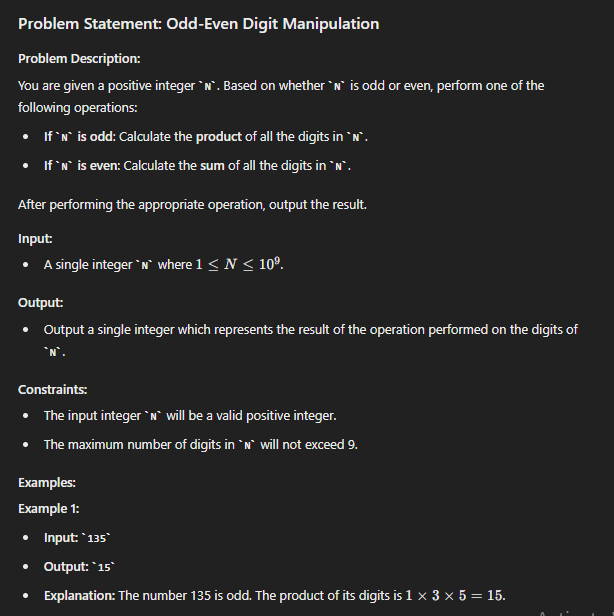 Problem Statement: Odd-Even Digit Manipulation
Problem Description:
You are given a positive integer `N`. Based on whether `N` is odd or even, perform one of the
following operations:
• If `N` is odd: Calculate the product of all the digits in `N`.
• If `N` is even: Calculate the sum of all the digits in `N`.
After performing the appropriate operation, output the result.
Input:
• A single integer `N` where 1 ≤ N ≤ 10⁹.
Output:
• Output a single integer which represents the result of the operation performed on the digits of
`N`.
Constraints:
• The input integer `N` will be a valid positive integer.
• The maximum number of digits in `N` will not exceed 9.
Examples:
Example 1:
• Input: `135`
• Output: `15`
• Explanation: The number 135 is odd. The product of its digits is 1 × 3 × 5 = 15.